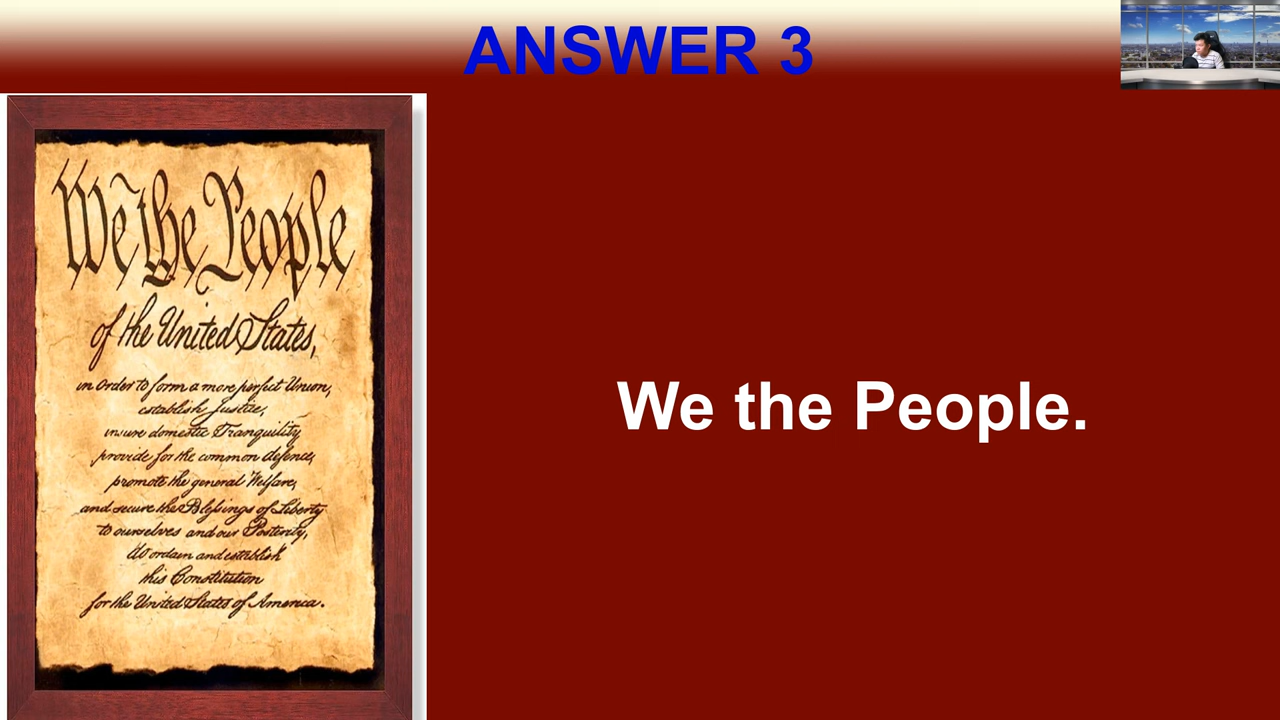 ANSWER 3
We the People
of the United States,
in Order to form a more perfect Union,
establish Justice,
insure domestic Tranquility
provide for the common defence,
promote the general Welfare,
and secure the Blessings of Liberty
to ourselves and our Posterity,
do ordain and establish
this Constitution
for the United States of America.
We the People.